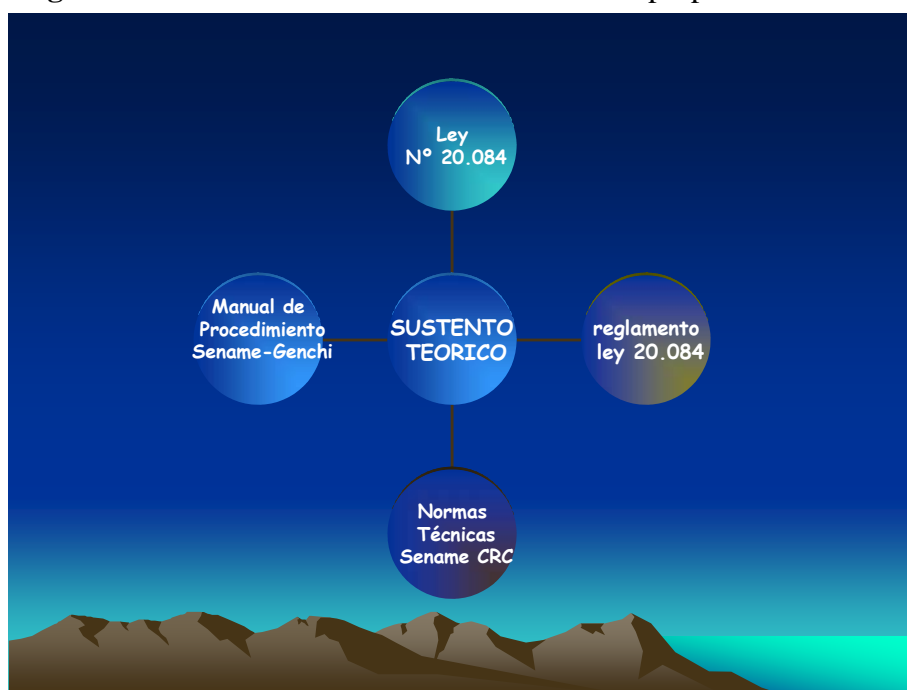 Ley
Nº 20.084
Manual de
Procedimiento
Sename-Genchi
SUSTENTO
TEORICO
reglamento
ley 20.084
Normas
Técnicas
Sename CRC